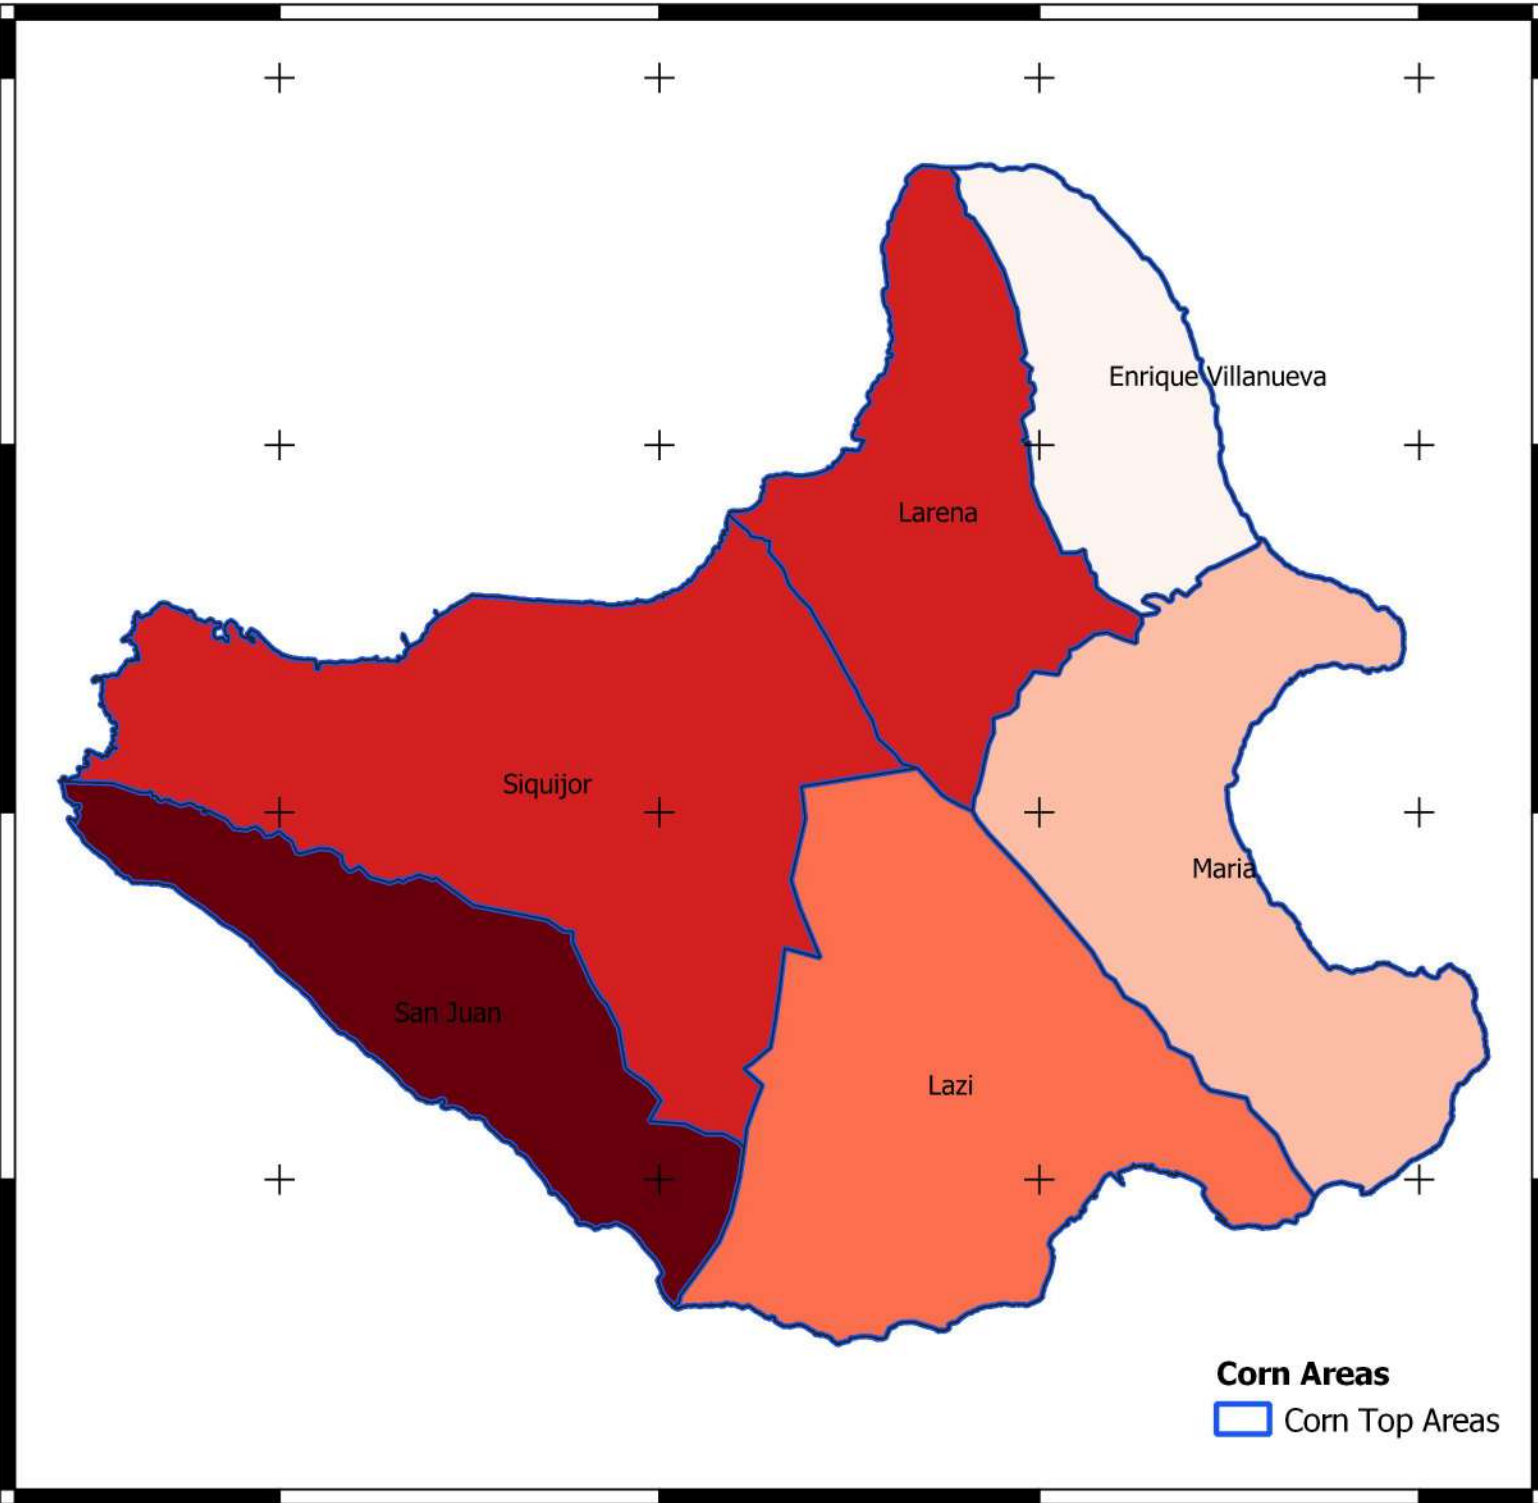 Enrique Villanueva
Larena
Siquijor
Maria
San Juan
Lazi
Corn Areas
Corn Top Areas